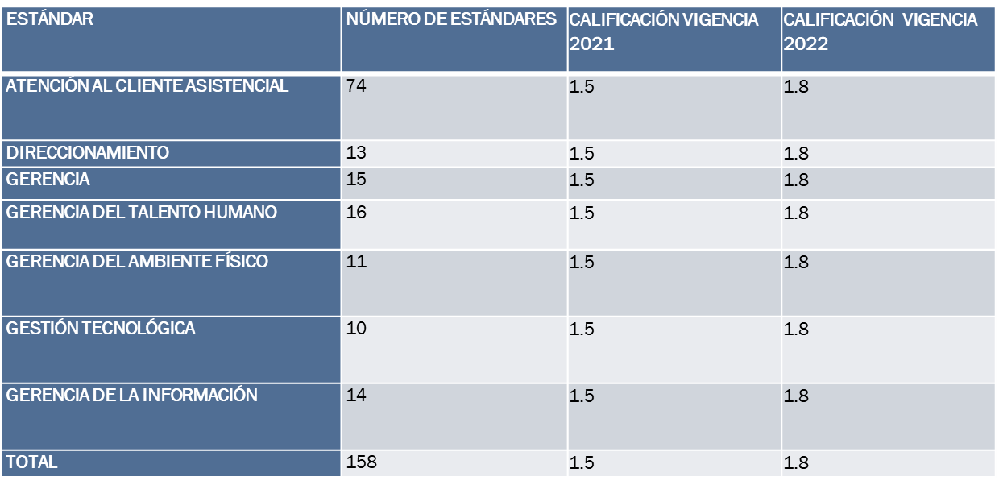 ESTÁNDAR NÚMERO DE ESTÁNDARES CALIFICACIÓN VIGENCIA 2021 CALIFICACIÓN VIGENCIA 2022
ATENCIÓN AL CLIENTE ASISTENCIAL 74 1.5 1.8
DIRECCIONAMIENTO 13 1.5 1.8
GERENCIA 15 1.5 1.8
GERENCIA DEL TALENTO HUMANO 16 1.5 1.8
GERENCIA DEL AMBIENTE FÍSICO 11 1.5 1.8
GESTIÓN TECNOLÓGICA 10 1.5 1.8
GERENCIA DE LA INFORMACIÓN 14 1.5 1.8
TOTAL 158 1.5 1.8